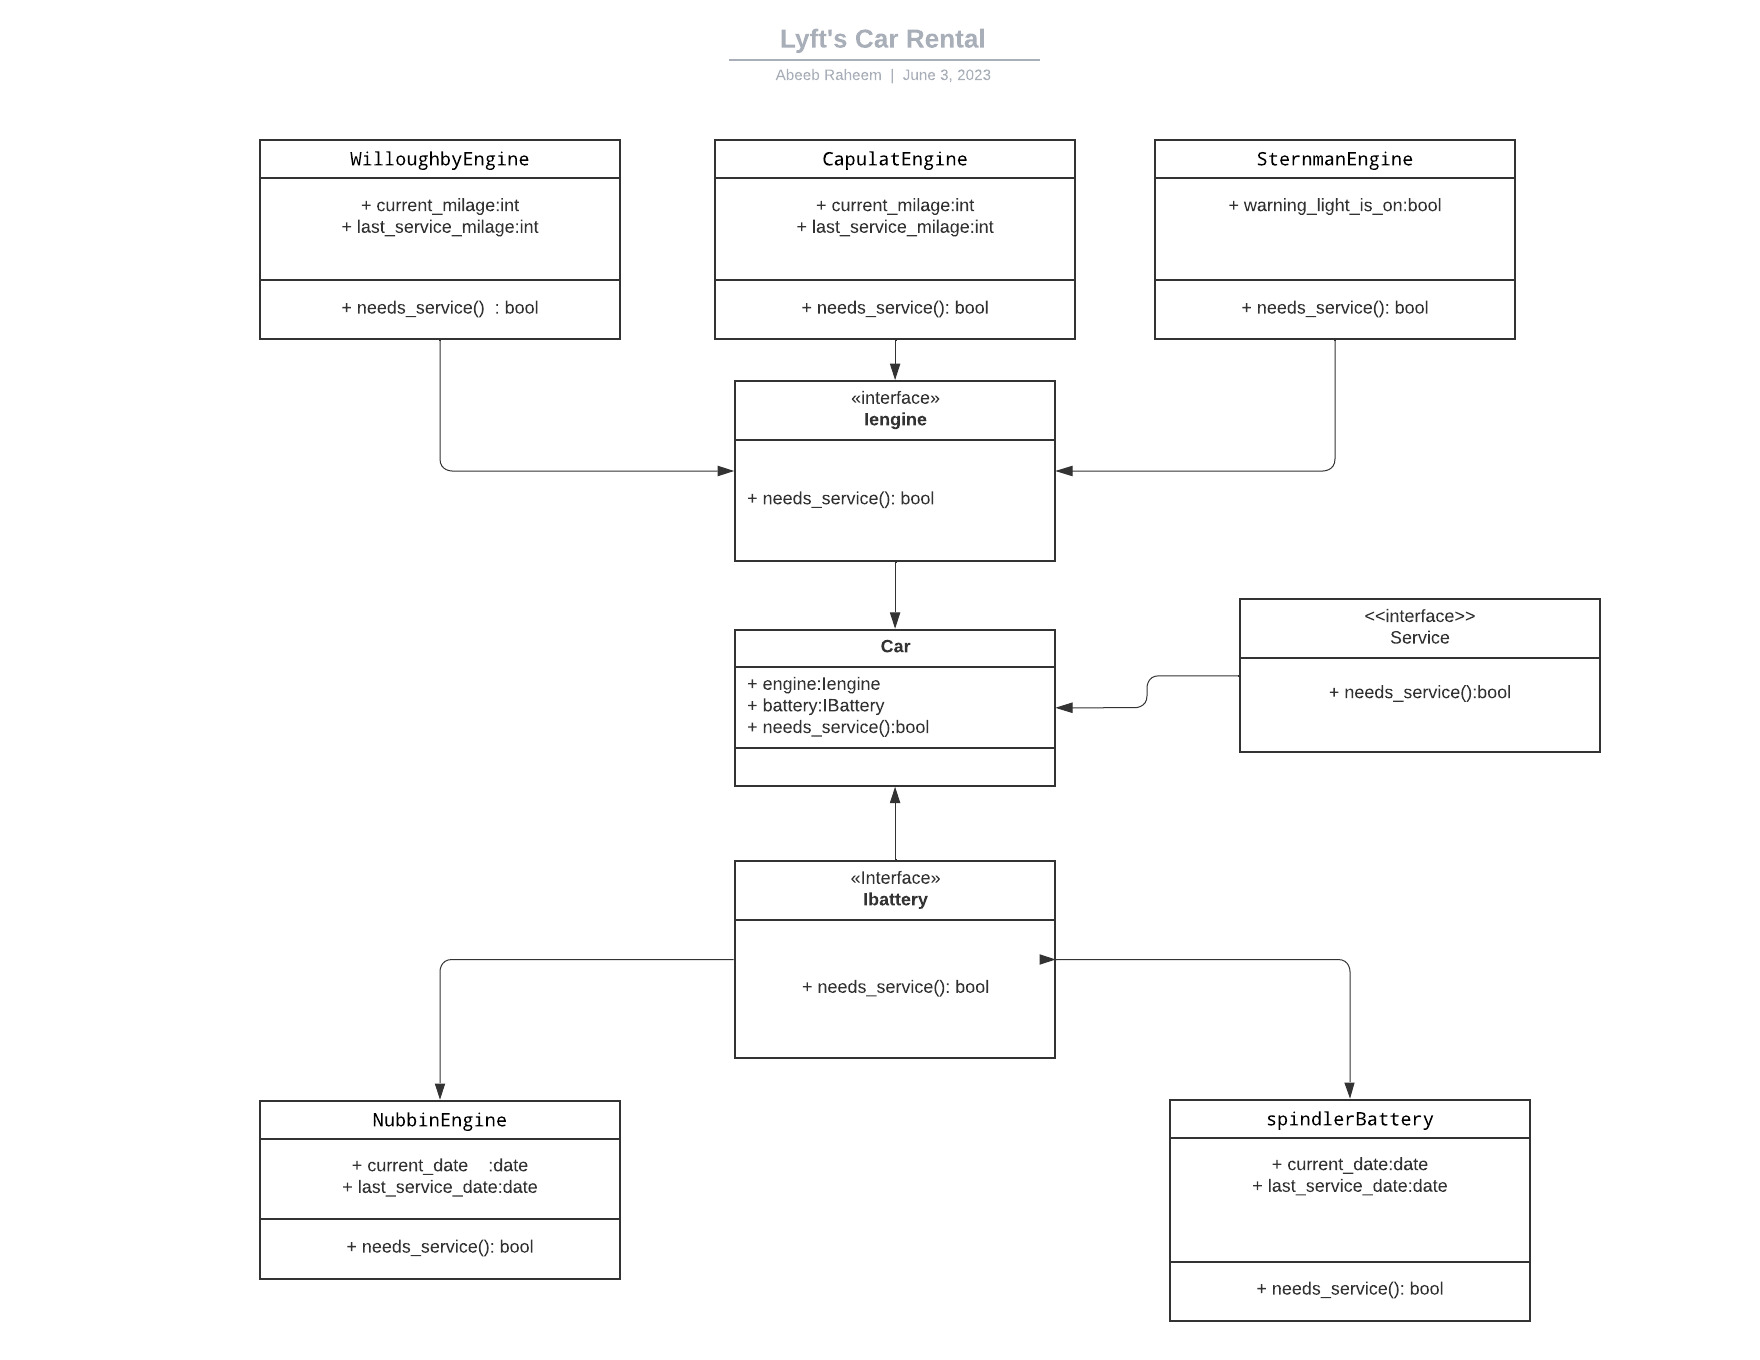 Lyft's Car Rental
Abeeb Raheem | June 3, 2023
WilloughbyEngine
+ current_milage:int
+ last_service_milage:int
+ needs_service() : bool
CapulatEngine
+ current_milage:int
+ last_service_milage:int
+ needs_service(): bool
SternmanEngine
+ warning_light_is_on:bool
+ needs_service(): bool
«interface»
Iengine
+ needs_service(): bool
Car
+ engine:Iengine
+ battery:IBattery
+ needs_service():bool
<<interface>>
Service
+ needs_service():bool
«Interface»
Ibattery
+ needs_service(): bool
NubbinEngine
+ current_date :date
+ last_service_date:date
+ needs_service(): bool
spindlerBattery
+ current_date:date
+ last_service_date:date
+ needs_service(): bool